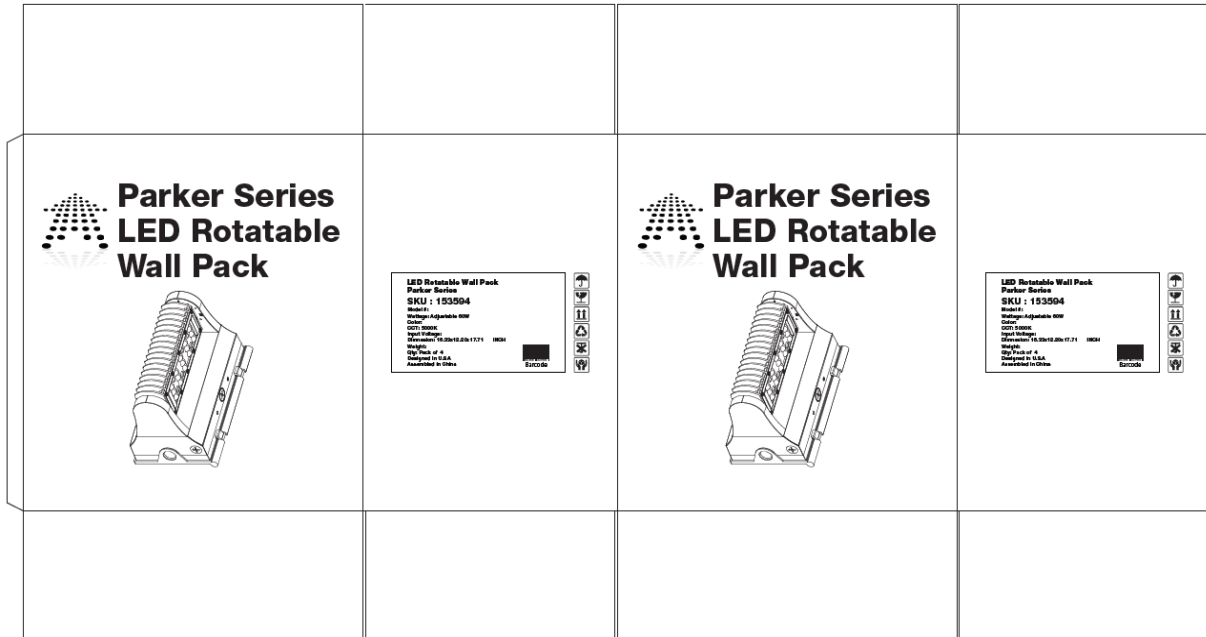 Parker Series
LED Rotatable
Wall Pack
LED Rotatable Wall Pack
Parker Series
SKU : 153594
Model #:
Wattage: Adjustable 60W
Color:
CCT: 5000K
Input Voltage:
INCH
Weight:
Qty: Pack of 4
Designed in U.S.A
Assembled in China
Barcode
Parker Series
LED Rotatable
Wall Pack
LED Rotatable Wall Pack
Parker Series
SKU : 153594
Model #:
Wattage: Adjustable 60W
Color:
CCT: 5000K
Input Voltage:
INCH
Weight:
Qty: Pack of 4
Designed in U.S.A
Assembled in China
Barcode